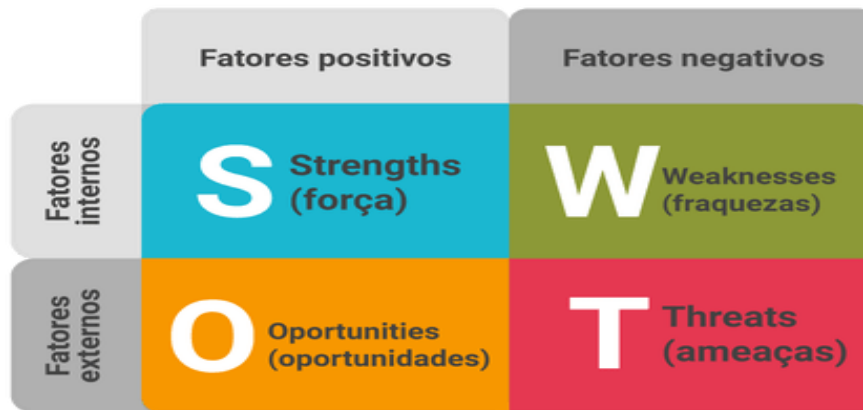 Fatores positivos
Fatores negativos
Fatores
internos
S
Strengths
(força)
W
Weaknesses
(fraquezas)
Fatores
externos
O
Oportunities
(oportunidades)
T
Threats
(ameaças)